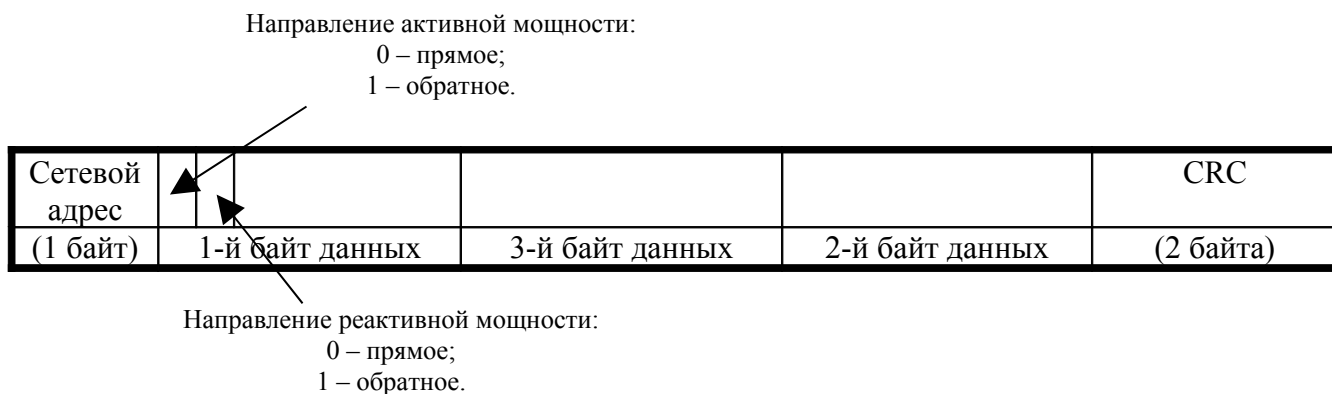 Направление активной мощности:
0 – прямое;
1 – обратное.
Сетевой адрес CRC
(1 байт) 1-й байт данных 3-й байт данных 2-й байт данных (2 байта)
Направление реактивной мощности:
0 – прямое;
1 – обратное.